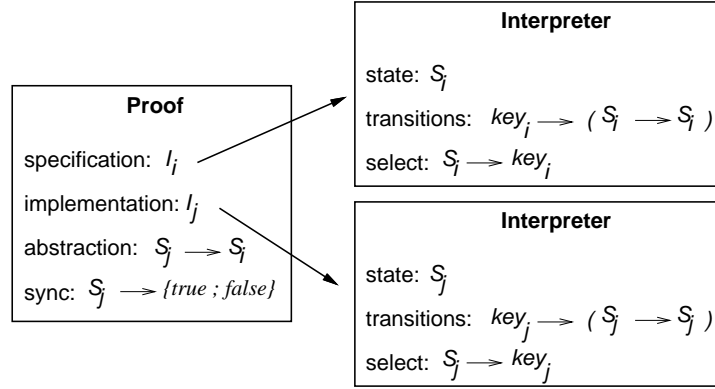 Proof
specification: I_i
implementation: I_j
abstraction: S_j → S_i
sync: S_j → {true ; false}
Interpreter
state: S_i
transitions: key_i → ( S_i → S_i )
select: S_i → key_i
Interpreter
state: S_j
transitions: key_j → ( S_j → S_j )
select: S_j → key_j